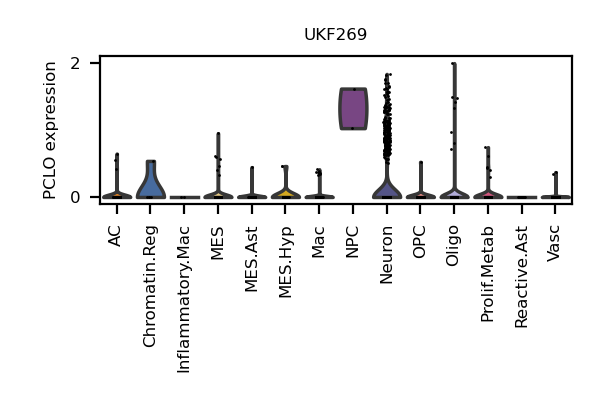 UKF269
PCLO expression
2
0
AC
Chromatin.Reg
Inflammatory.Mac
MES
MES.Ast
MES.Hyp
Mac
NPC
Neuron
OPC
Oligo
Prolif.Metab
Reactive.Ast
Vasc